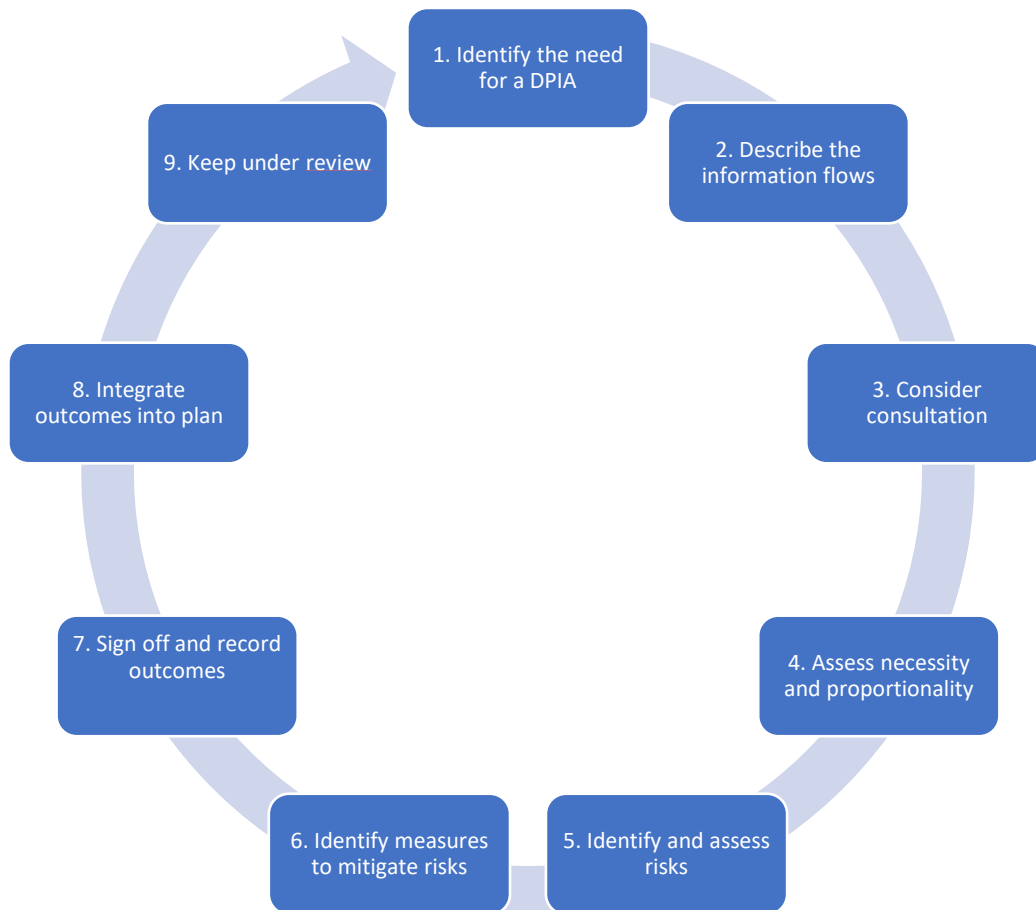 1. Identify the need
for a DPIA
2. Describe the
information flows
3. Consider
consultation
4. Assess necessity
and proportionality
5. Identify and assess
risks
6. Identify measures
to mitigate risks
7. Sign off and record
outcomes
8. Integrate
outcomes into plan
9. Keep under review